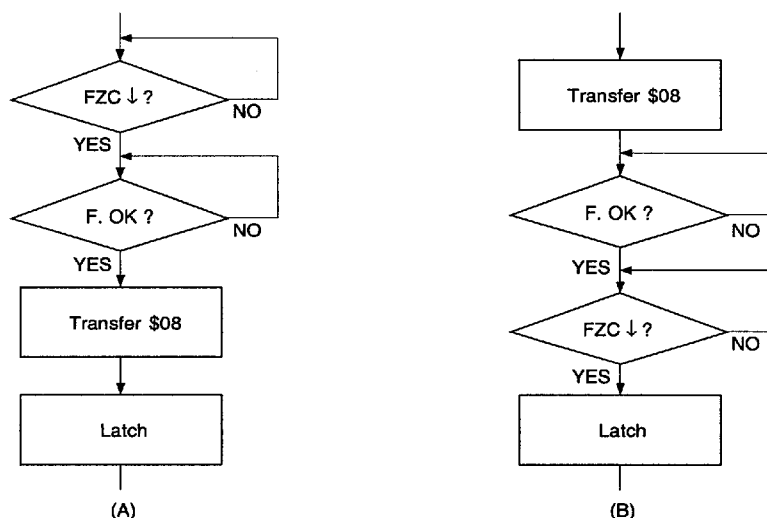 FZC ↓ ?
NO
YES
F. OK ?
NO
YES
Transfer $08
Latch
(A)
Transfer $08
F. OK ?
NO
YES
FZC ↓ ?
NO
YES
Latch
(B)